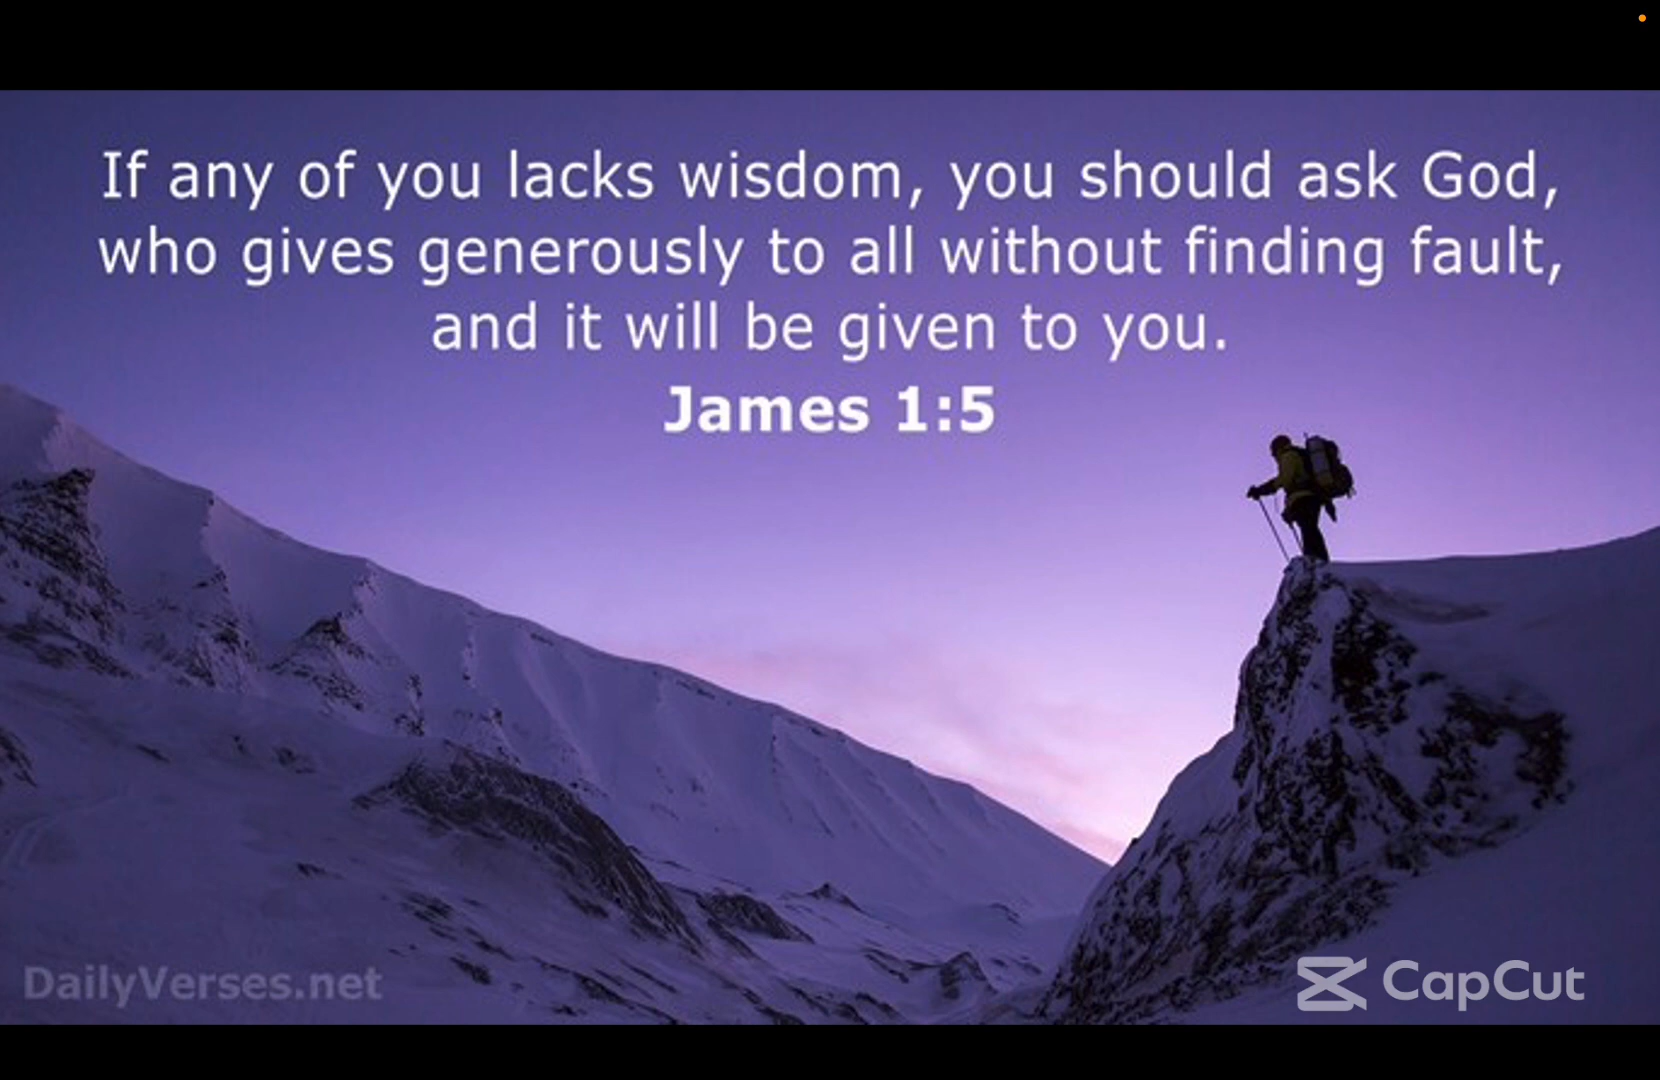 If any of you lacks wisdom, you should ask God,
who gives generously to all without finding fault,
and it will be given to you.
James 1:5
DailyVerses.net
CapCut